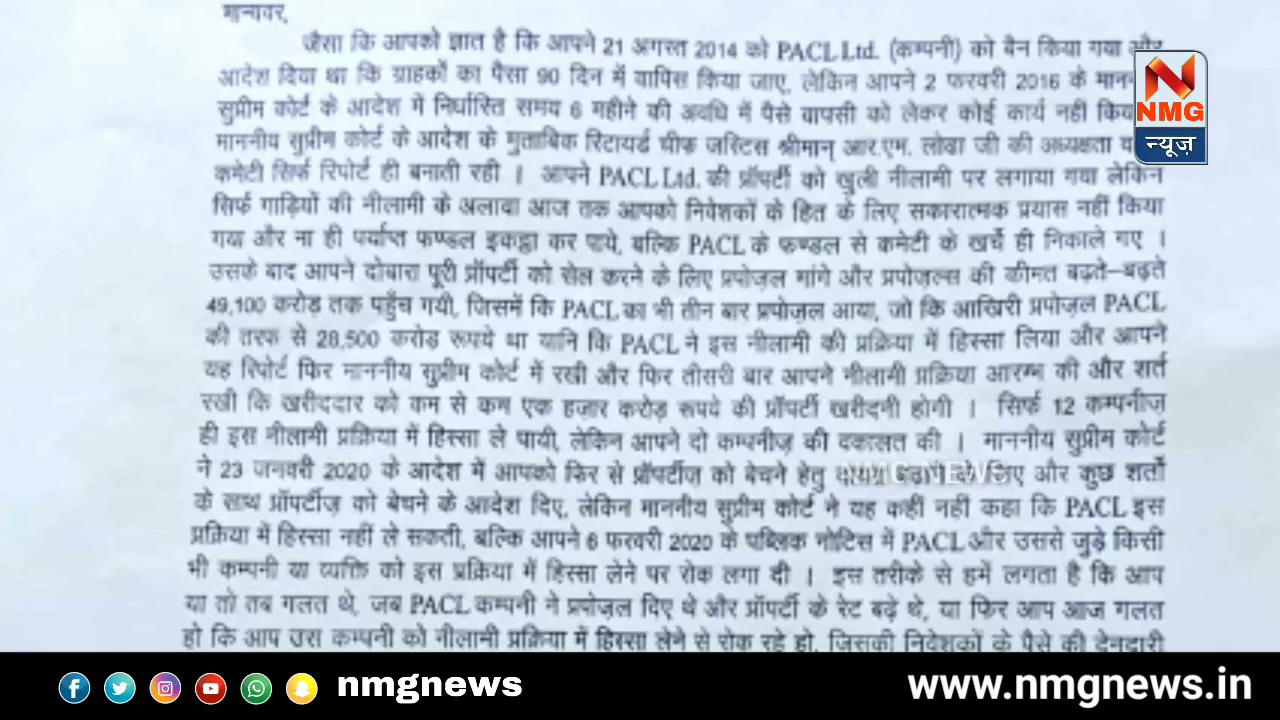 मान्यवर,
जैसा कि आपको ज्ञात है कि आपने 21 अगस्त 2014 को PACL Ltd. (कम्पनी) को बैन किया गया और
आदेश दिया था कि ग्राहकों का पैसा 90 दिन में वापिस किया जाए, लेकिन आपने 2 फरवरी 2016 के
सुप्रीम कोर्ट के आदेश में निर्धारित समय 6 महीने की अवधि में पैसे वापसी को लेकर कोई कार्य नहीं
माननीय सुप्रीम कोर्ट के आदेश के मुताबिक रिटायर्ड चीफ जस्टिस श्रीमान् आर.एम. लोढा जी की अध्यक्षता
कमेटी सिर्फ रिपोर्ट ही बनाती रही । आपने PACL Ltd. की प्रॉपर्टी को खुली नीलामी पर लगाया गया लेकिन
सिर्फ गाड़ियों की नीलामी के अलावा आज तक आपको निवेशकों के हित के लिए सकारात्मक प्रयास नहीं किया
गया और ना ही पर्याप्त फण्डल इकट्ठा कर पाये, बल्कि PACL के फण्डल से कमेटी के खर्चे ही निकाले गए ।
उसके बाद आपने दोबारा पूरी प्रॉपर्टी को सेल करने के लिए प्रपोज़ल मांगे और प्रपोज़ल्स की कीमत बढ़ते-बढ़ते
49,100 करोड़ तक पहुँच गयी, जिसमें कि PACL का भी तीन बार प्रपोज़ल आया, जो कि आखिरी प्रपोज़ल PACL
की तरफ से 28,500 करोड़ रूपये था यानि कि PACL ने इस नीलामी की प्रक्रिया में हिस्सा लिया और आपने
यह रिपोर्ट फिर माननीय सुप्रीम कोर्ट में रखी और फिर तीसरी बार आपने नीलामी प्रक्रिया आरम्भ की और शर्त
रखी कि खरीददार को कम से कम एक हज़ार करोड़ रूपये की प्रॉपर्टी खरीदनी होगी । सिर्फ 12 कम्पनीज़
ही इस नीलामी प्रक्रिया में हिस्सा ले पायी, लेकिन आपने दो कम्पनीज़ की वकालत की । माननीय सुप्रीम कोर्ट
ने 23 जनवरी 2020 के आदेश में आपको फिर से प्रॉपर्टीज़ को बेचने हेतु और कुछ शर्तों
के साथ प्रॉपर्टीज़ को बेचने के आदेश दिए, लेकिन माननीय सुप्रीम कोर्ट ने यह कहीं नहीं कहा कि PACL इस
प्रक्रिया में हिस्सा नहीं ले सकती, बल्कि आपने 6 फरवरी 2020 के पब्लिक नोटिस में PACL और उससे जुड़े किसी
भी कम्पनी या व्यक्ति को इस प्रक्रिया में हिस्सा लेने पर रोक लगा दी । इस तरीके से हमें लगता है कि आप
या तो तब गलत थे, जब PACL कम्पनी ने प्रपोज़ल दिए थे और प्रॉपर्टी के रेट बढ़े थे, या फिर आप आज गलत
हो कि आप उस कम्पनी को नीलामी प्रक्रिया में हिस्सा लेने से रोक रहे हो, जिसकी निवेशकों के पैसे की देनदारी
NMG
न्यूज़
NMG NEWS
nmgnews
www.nmgnews.in